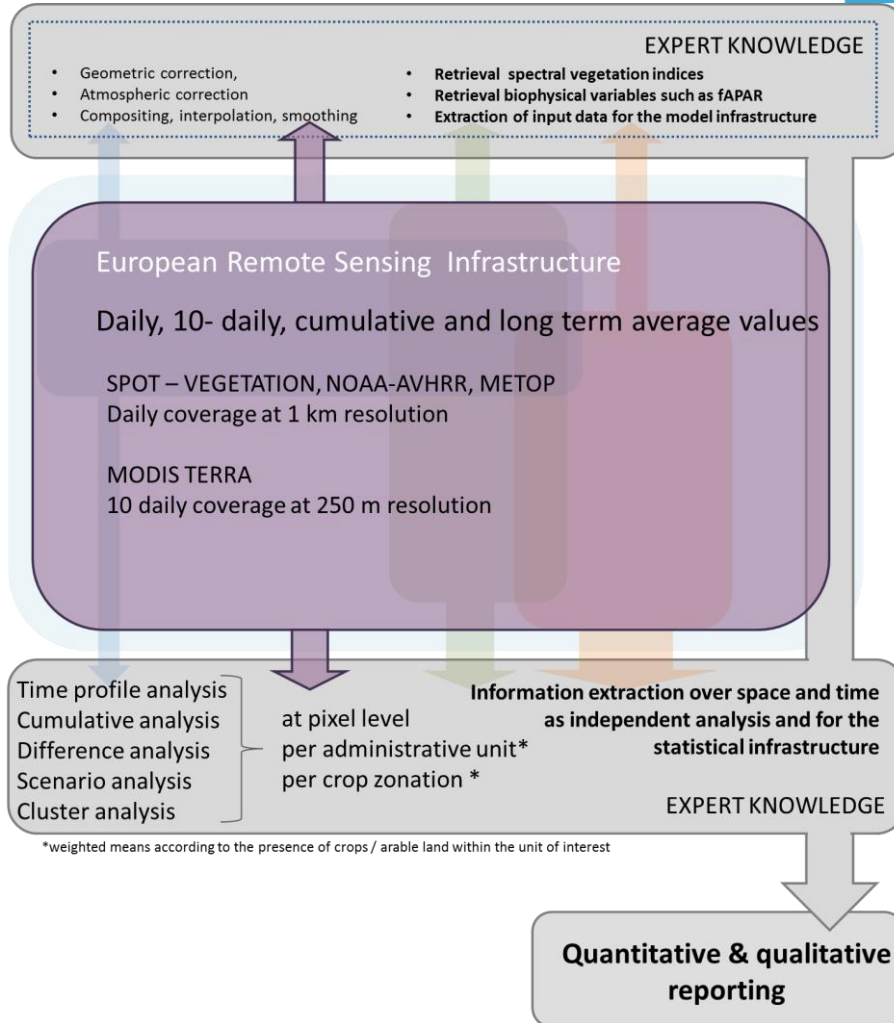 EXPERT KNOWLEDGE
• Geometric correction,
• Atmospheric correction
• Compositing, interpolation, smoothing
• Retrieval spectral vegetation indices
• Retrieval biophysical variables such as fAPAR
• Extraction of input data for the model infrastructure
European Remote Sensing Infrastructure
Daily, 10- daily, cumulative and long term average values
SPOT – VEGETATION, NOAA-AVHRR, METOP
Daily coverage at 1 km resolution
MODIS TERRA
10 daily coverage at 250 m resolution
Time profile analysis
Cumulative analysis
Difference analysis
Scenario analysis
Cluster analysis
at pixel level
per administrative unit*
per crop zonation *
Information extraction over space and time
as independent analysis and for the
statistical infrastructure
EXPERT KNOWLEDGE
*weighted means according to the presence of crops / arable land within the unit of interest
Quantitative & qualitative
reporting